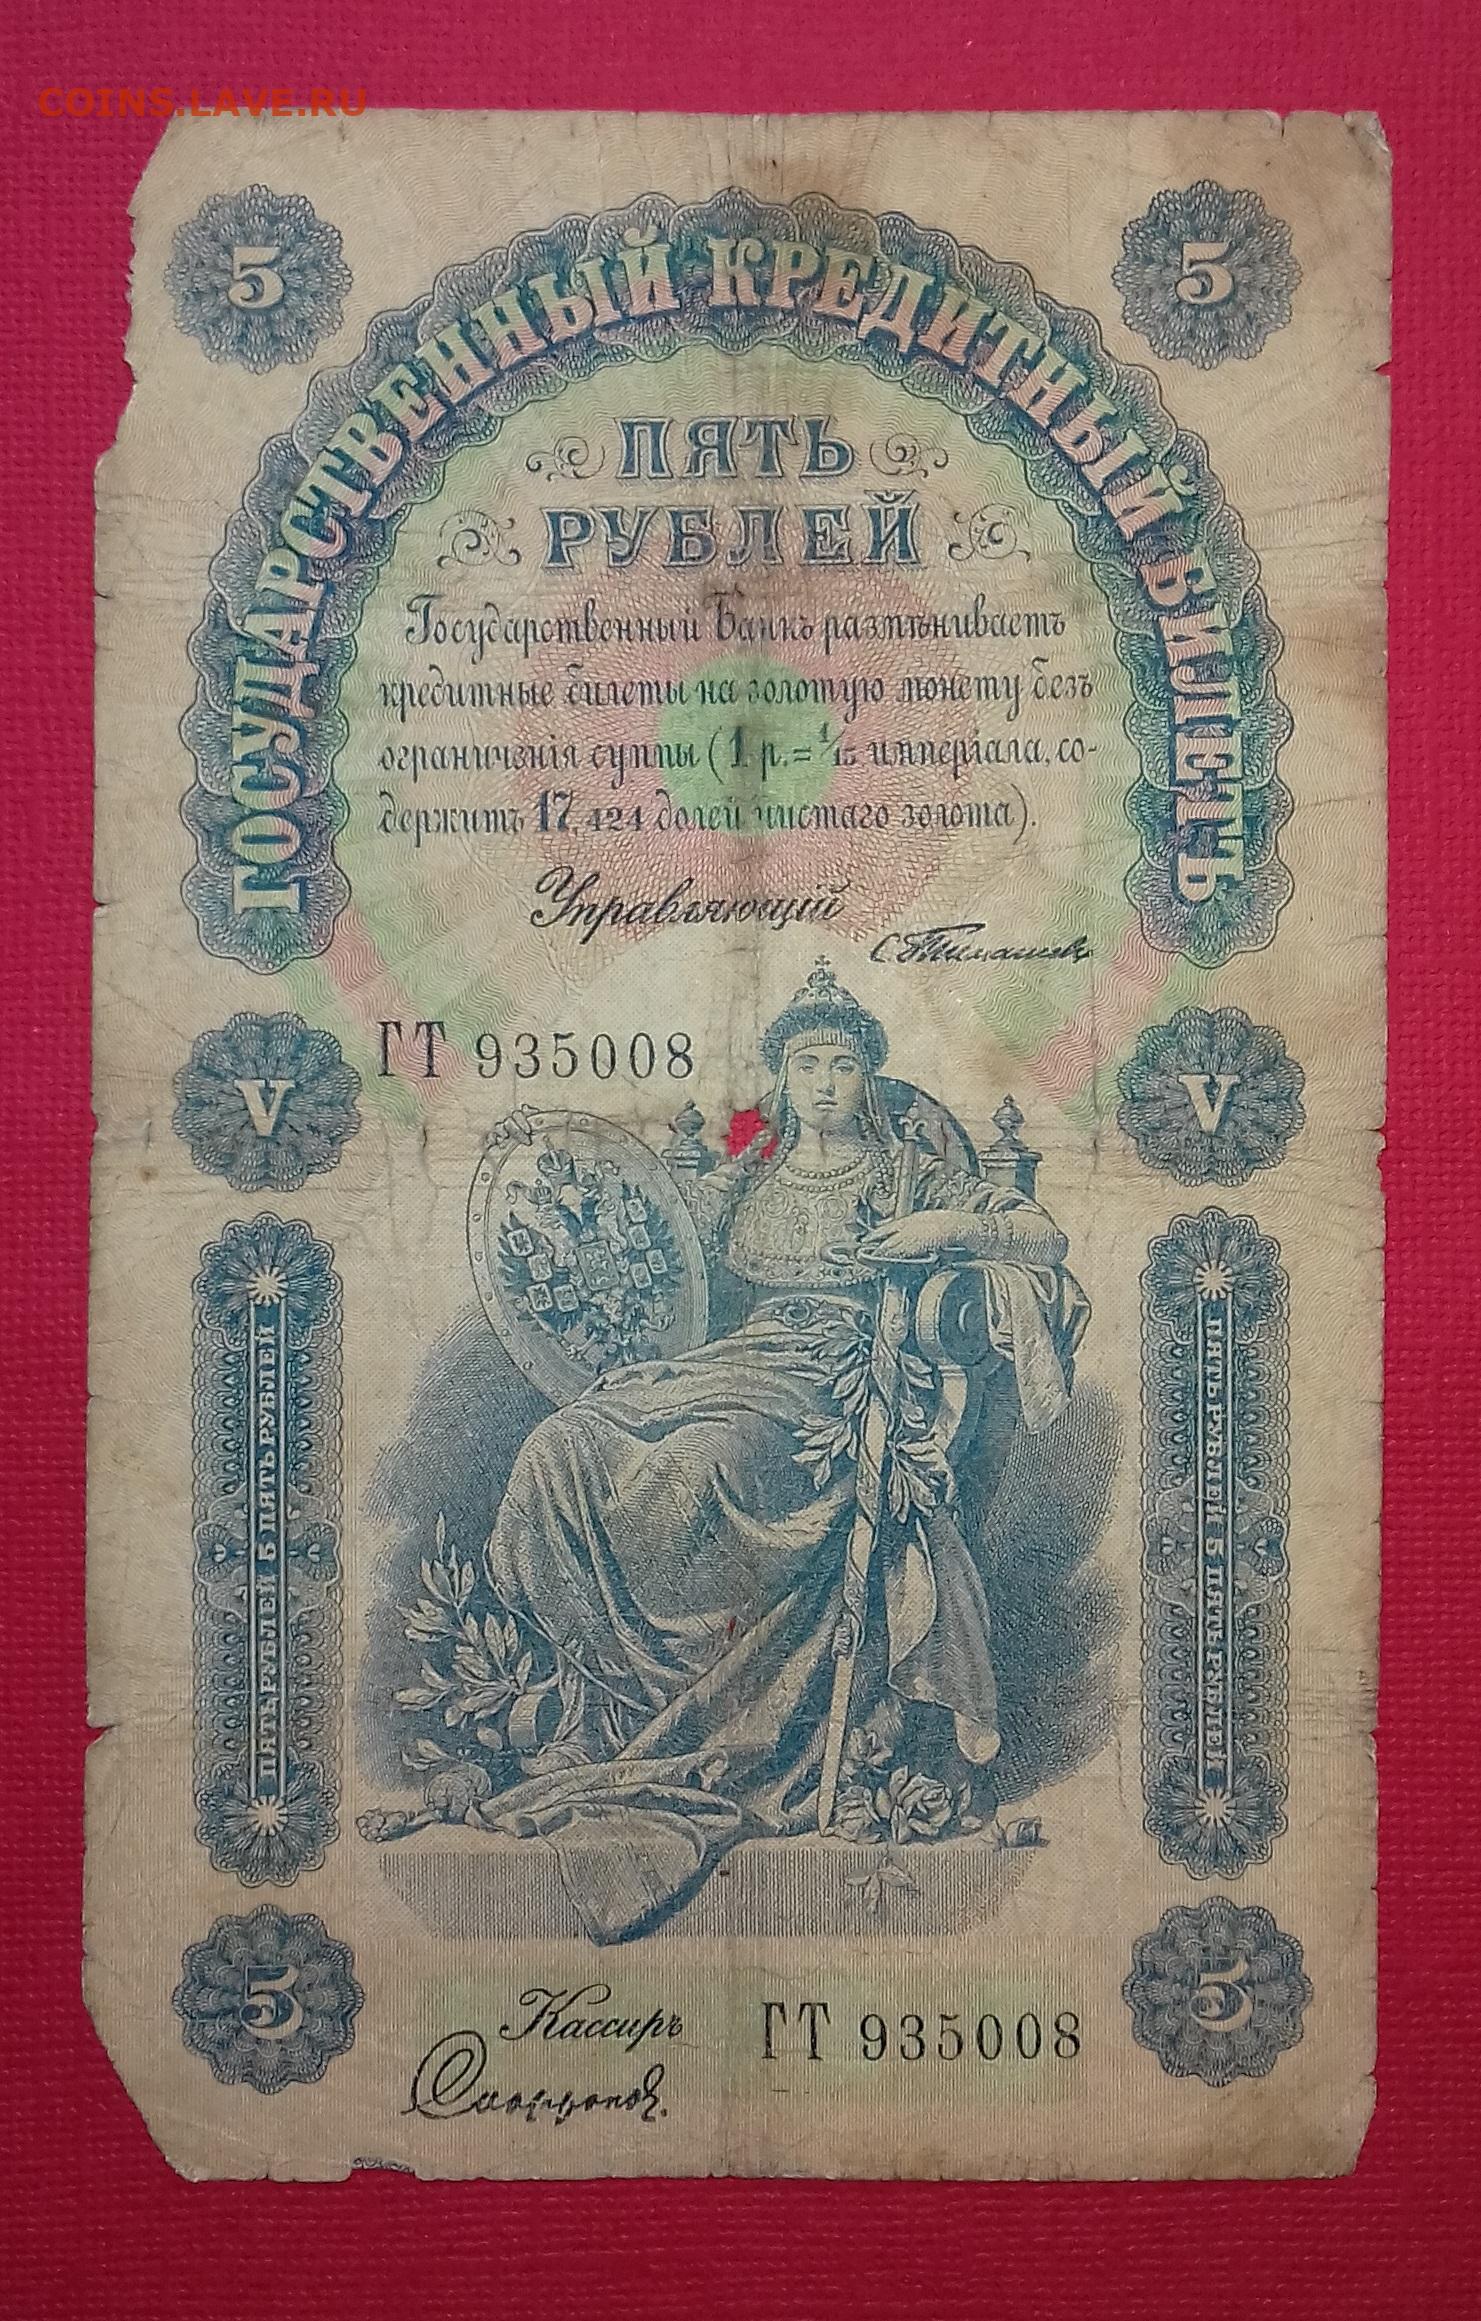 COINS.LAVE.RU
5 5
ГОСУДАРСТВЕННЫЙ КРЕДИТНЫЙ БИЛЕТЪ
ПЯТЬ
РУБЛЕЙ
Государственный Банкъ размѣниваетъ
кредитные билеты на золотую монету безъ
ограниченія суммы (1 р. = 1/15 имперіала, со-
держитъ 17,424 долей чистаго золота).
Управляющій
С. Тимашевъ
ГТ 935008
V V
ПЯТЬ РУБЛЕЙ 5 ПЯТЬ РУБЛЕЙ
ПЯТЬ РУБЛЕЙ 5 ПЯТЬ РУБЛЕЙ
5 5
Кассиръ
ГТ 935008